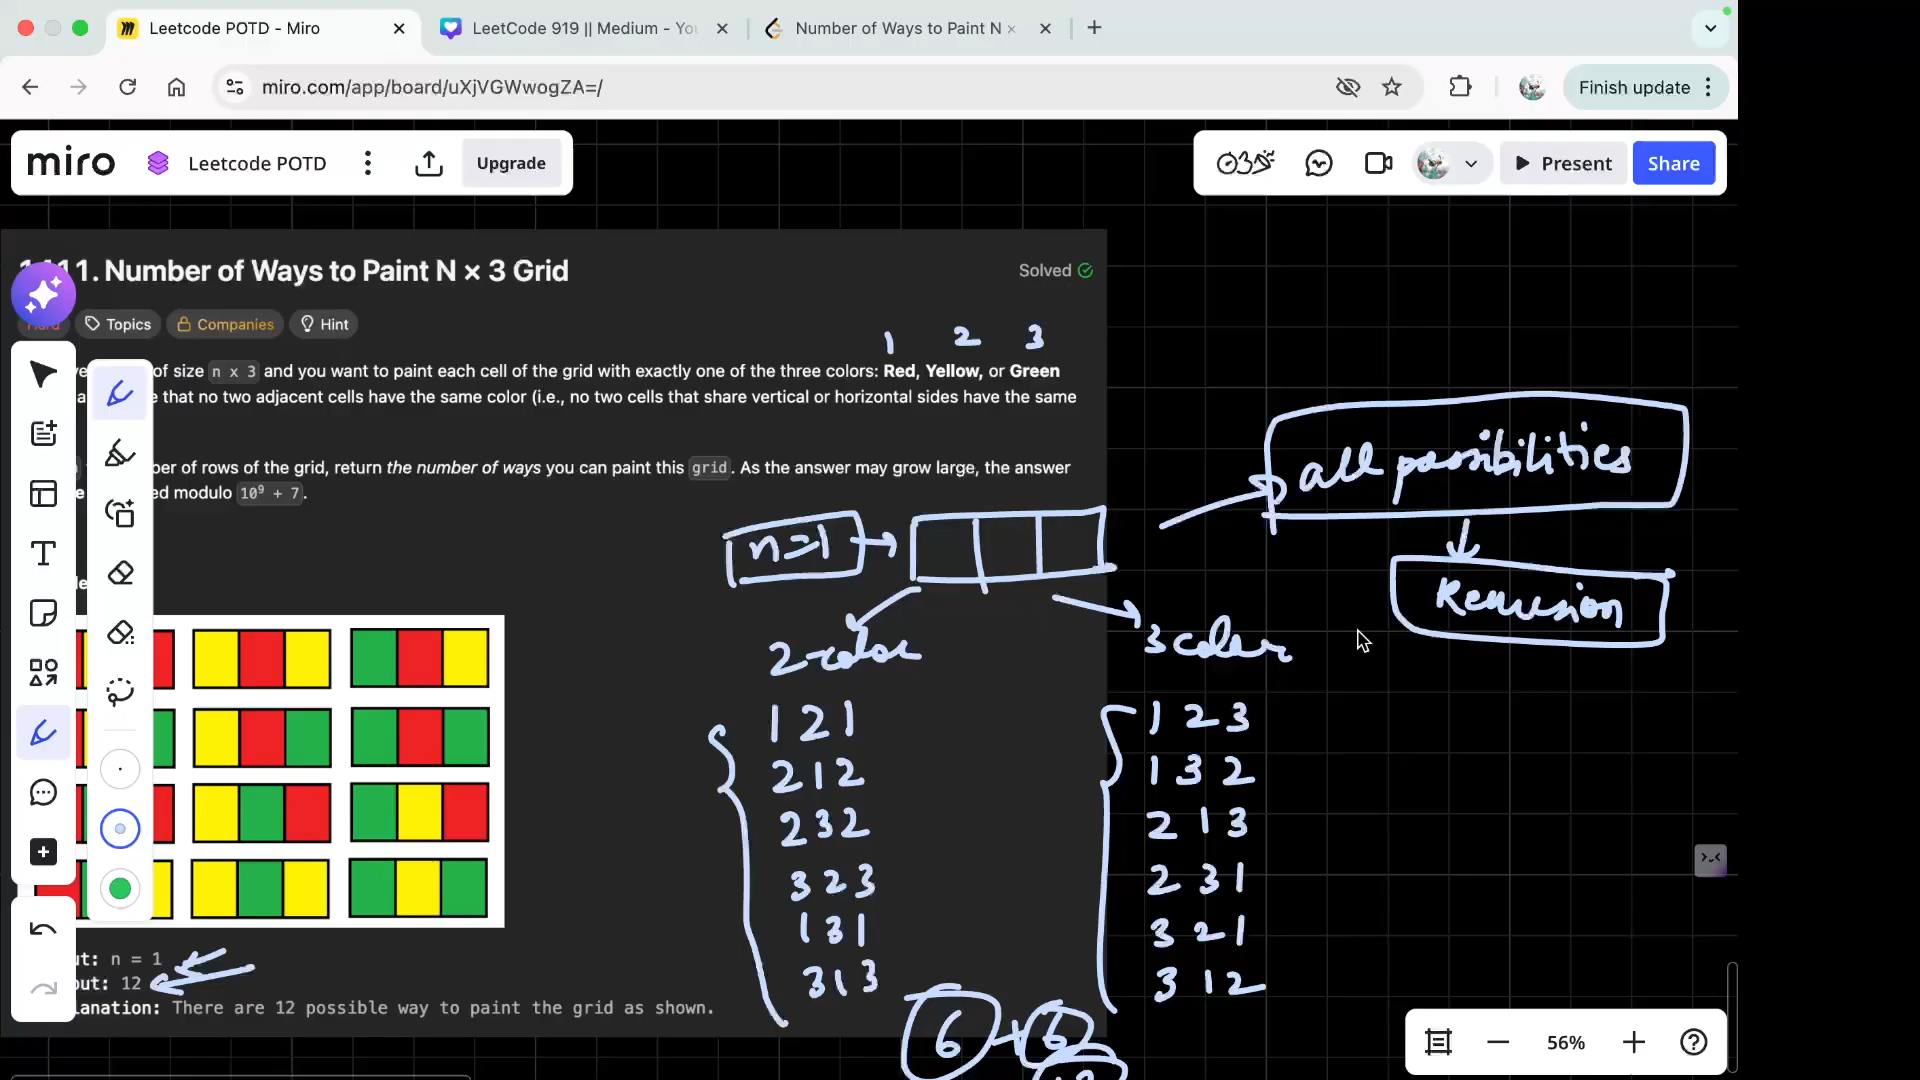 Leetcode POTD - Miro
LeetCode 919 || Medium - Yo
Number of Ways to Paint N ×
miro.com/app/board/uXjVGWwogZA=/
Finish update
miro
Leetcode POTD
Upgrade
Present
Share
11. Number of Ways to Paint N × 3 Grid
Solved
Hard
Topics
Companies
Hint
1 2 3
of size n x 3 and you want to paint each cell of the grid with exactly one of the three colors: Red, Yellow, or Green
that no two adjacent cells have the same color (i.e., no two cells that share vertical or horizontal sides have the same
ber of rows of the grid, return the number of ways you can paint this grid. As the answer may grow large, the answer
ed modulo 10⁹ + 7.
all possibilities
n=1
Recursion
2-color
3 color
1 2 1
2 1 2
2 3 2
3 2 3
1 3 1
3 1 3
1 2 3
1 3 2
2 1 3
2 3 1
3 2 1
3 1 2
6 + 6
ut: n = 1
out: 12
lanation: There are 12 possible way to paint the grid as shown.
56%